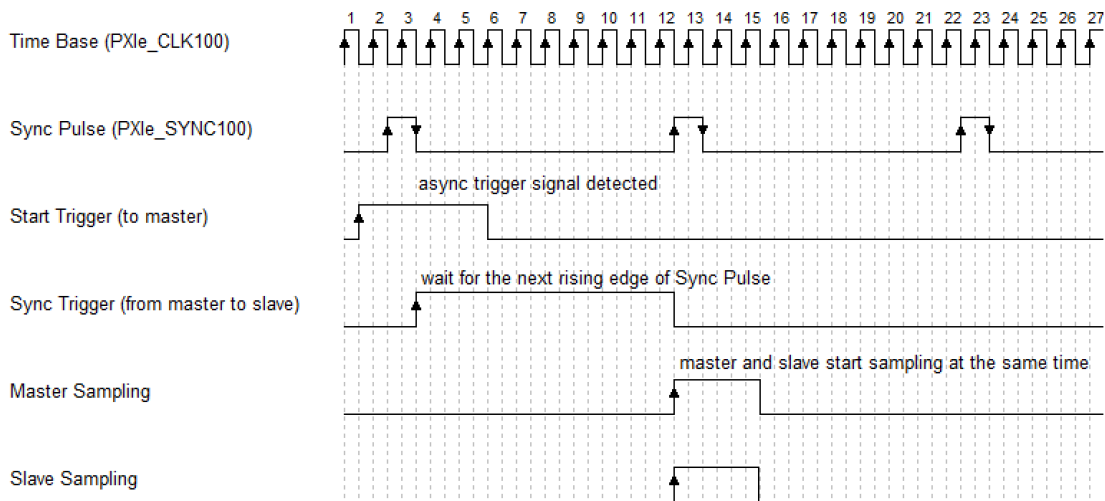 1 2 3 4 5 6 7 8 9 10 11 12 13 14 15 16 17 18 19 20 21 22 23 24 25 26 27
Time Base (PXIe_CLK100)
Sync Pulse (PXIe_SYNC100)
async trigger signal detected
Start Trigger (to master)
wait for the next rising edge of Sync Pulse
Sync Trigger (from master to slave)
master and slave start sampling at the same time
Master Sampling
Slave Sampling